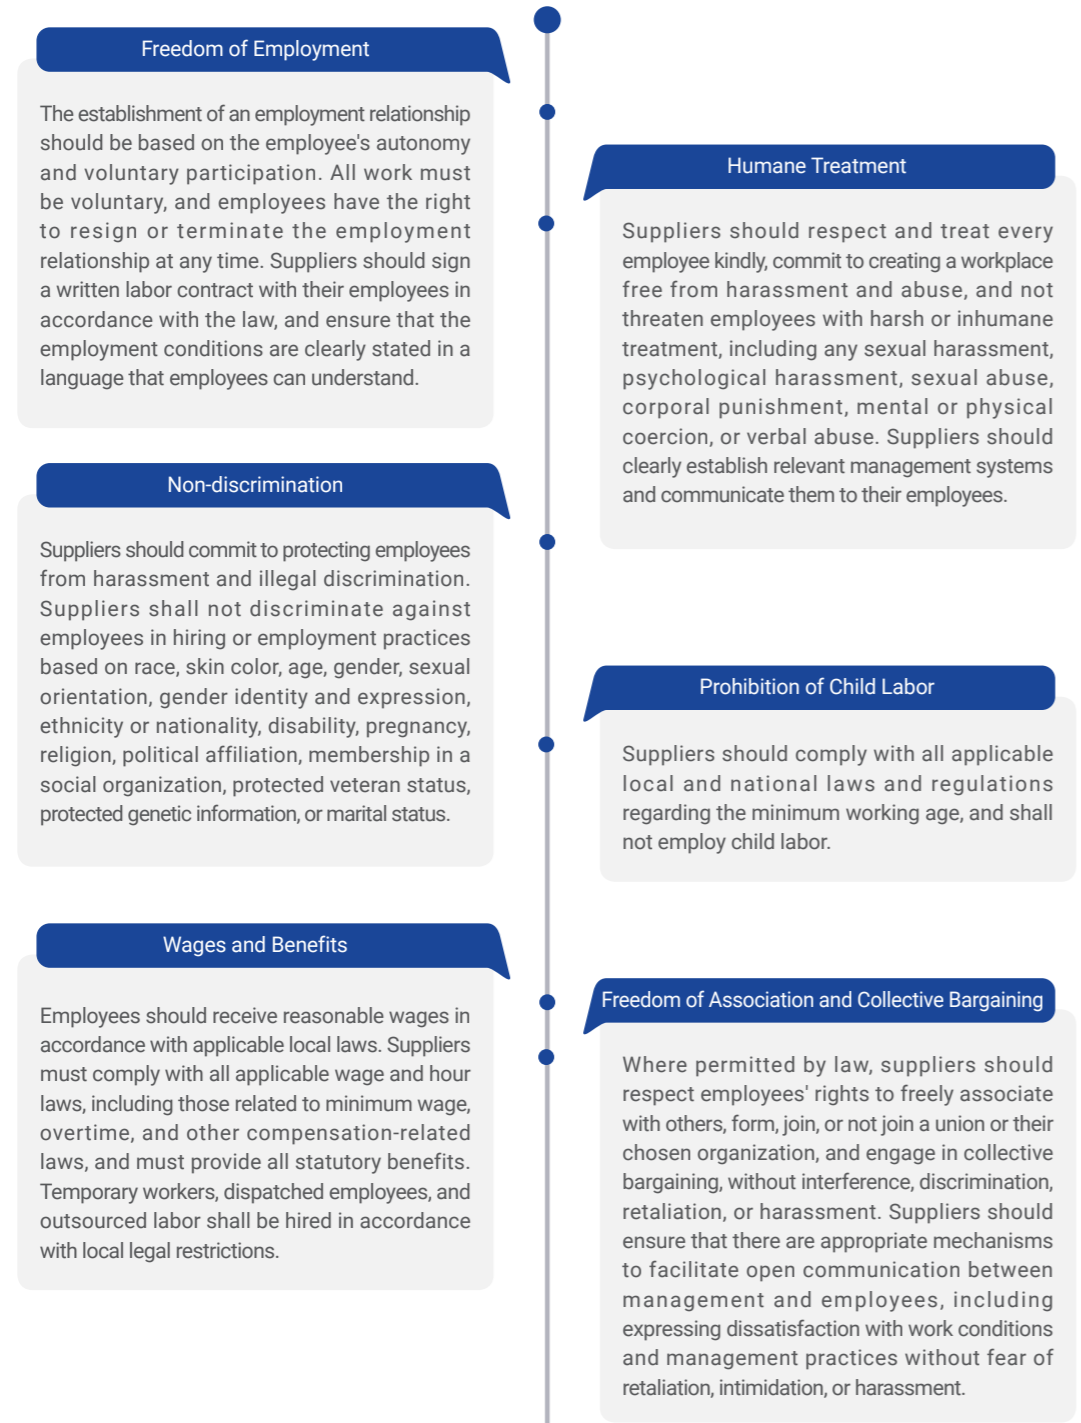 Freedom of Employment
The establishment of an employment relationship
should be based on the employee's autonomy
and voluntary participation. All work must
be voluntary, and employees have the right
to resign or terminate the employment
relationship at any time. Suppliers should sign
a written labor contract with their employees in
accordance with the law, and ensure that the
employment conditions are clearly stated in a
language that employees can understand.
Humane Treatment
Suppliers should respect and treat every
employee kindly, commit to creating a workplace
free from harassment and abuse, and not
threaten employees with harsh or inhumane
treatment, including any sexual harassment,
psychological harassment, sexual abuse,
corporal punishment, mental or physical
coercion, or verbal abuse. Suppliers should
clearly establish relevant management systems
and communicate them to their employees.
Non-discrimination
Suppliers should commit to protecting employees
from harassment and illegal discrimination.
Suppliers shall not discriminate against
employees in hiring or employment practices
based on race, skin color, age, gender, sexual
orientation, gender identity and expression,
ethnicity or nationality, disability, pregnancy,
religion, political affiliation, membership in a
social organization, protected veteran status,
protected genetic information, or marital status.
Prohibition of Child Labor
Suppliers should comply with all applicable
local and national laws and regulations
regarding the minimum working age, and shall
not employ child labor.
Wages and Benefits
Employees should receive reasonable wages in
accordance with applicable local laws. Suppliers
must comply with all applicable wage and hour
laws, including those related to minimum wage,
overtime, and other compensation-related
laws, and must provide all statutory benefits.
Temporary workers, dispatched employees, and
outsourced labor shall be hired in accordance
with local legal restrictions.
Freedom of Association and Collective Bargaining
Where permitted by law, suppliers should
respect employees' rights to freely associate
with others, form, join, or not join a union or their
chosen organization, and engage in collective
bargaining, without interference, discrimination,
retaliation, or harassment. Suppliers should
ensure that there are appropriate mechanisms
to facilitate open communication between
management and employees, including
expressing dissatisfaction with work conditions
and management practices without fear of
retaliation, intimidation, or harassment.